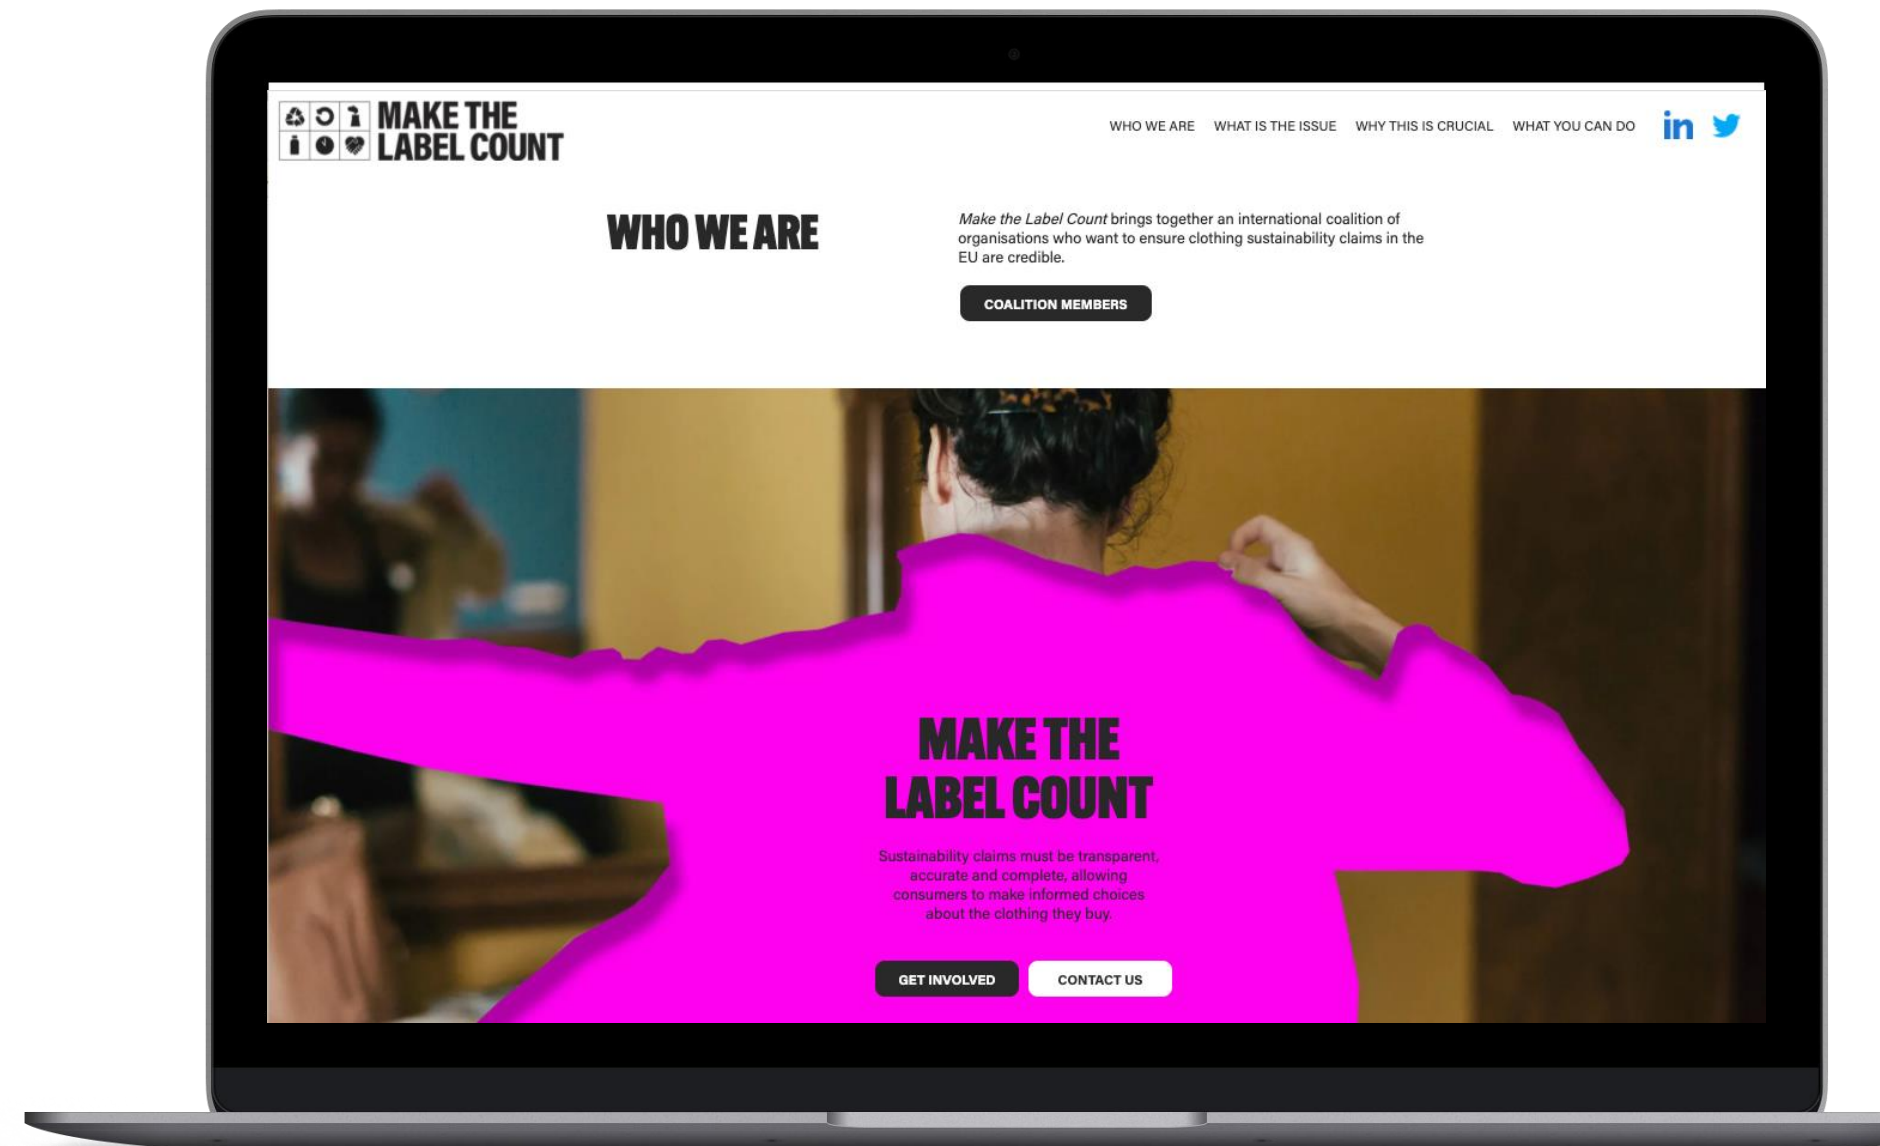 MAKE THE
LABEL COUNT
WHO WE ARE WHAT IS THE ISSUE WHY THIS IS CRUCIAL WHAT YOU CAN DO in
WHO WE ARE
Make the Label Count brings together an international coalition of
organisations who want to ensure clothing sustainability claims in the
EU are credible.
COALITION MEMBERS
MAKE THE
LABEL COUNT
Sustainability claims must be transparent,
accurate and complete, allowing
consumers to make informed choices
about the clothing they buy.
GET INVOLVED CONTACT US